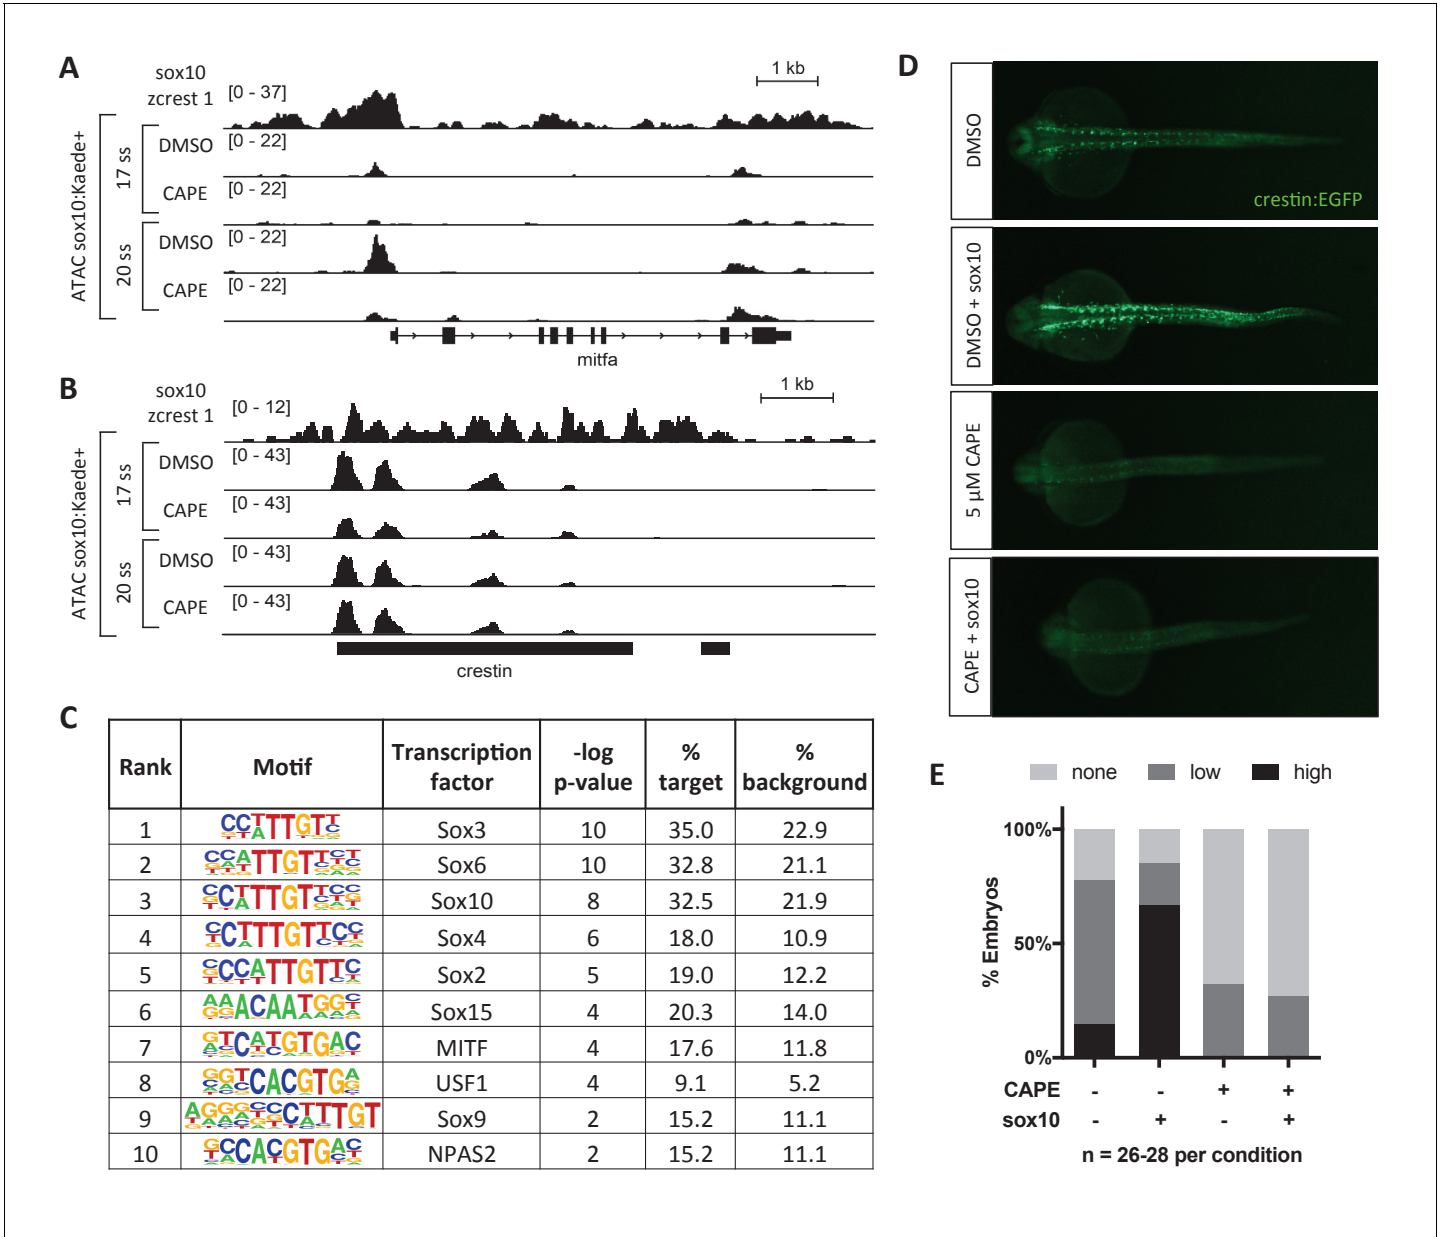 A
sox10
zcrest 1
[0 - 37]
1 kb
ATAC sox10:Kaede+
17 ss
DMSO
[0 - 22]
CAPE
[0 - 22]
20 ss
DMSO
[0 - 22]
CAPE
[0 - 22]
mitfa
B
sox10
zcrest 1
[0 - 12]
1 kb
ATAC sox10:Kaede+
17 ss
DMSO
[0 - 43]
CAPE
[0 - 43]
20 ss
DMSO
[0 - 43]
CAPE
[0 - 43]
crestin
C
Rank Motif Transcription factor -log p-value % target % background
1 Sox3 10 35.0 22.9
2 Sox6 10 32.8 21.1
3 Sox10 8 32.5 21.9
4 Sox4 6 18.0 10.9
5 Sox2 5 19.0 12.2
6 Sox15 4 20.3 14.0
7 MITF 4 17.6 11.8
8 USF1 4 9.1 5.2
9 Sox9 2 15.2 11.1
10 NPAS2 2 15.2 11.1
D
DMSO
crestin:EGFP
DMSO + sox10
5 µM CAPE
CAPE + sox10
E
none low high
% Embryos
100%
50%
0%
CAPE - - + +
sox10 - + - +
n = 26-28 per condition